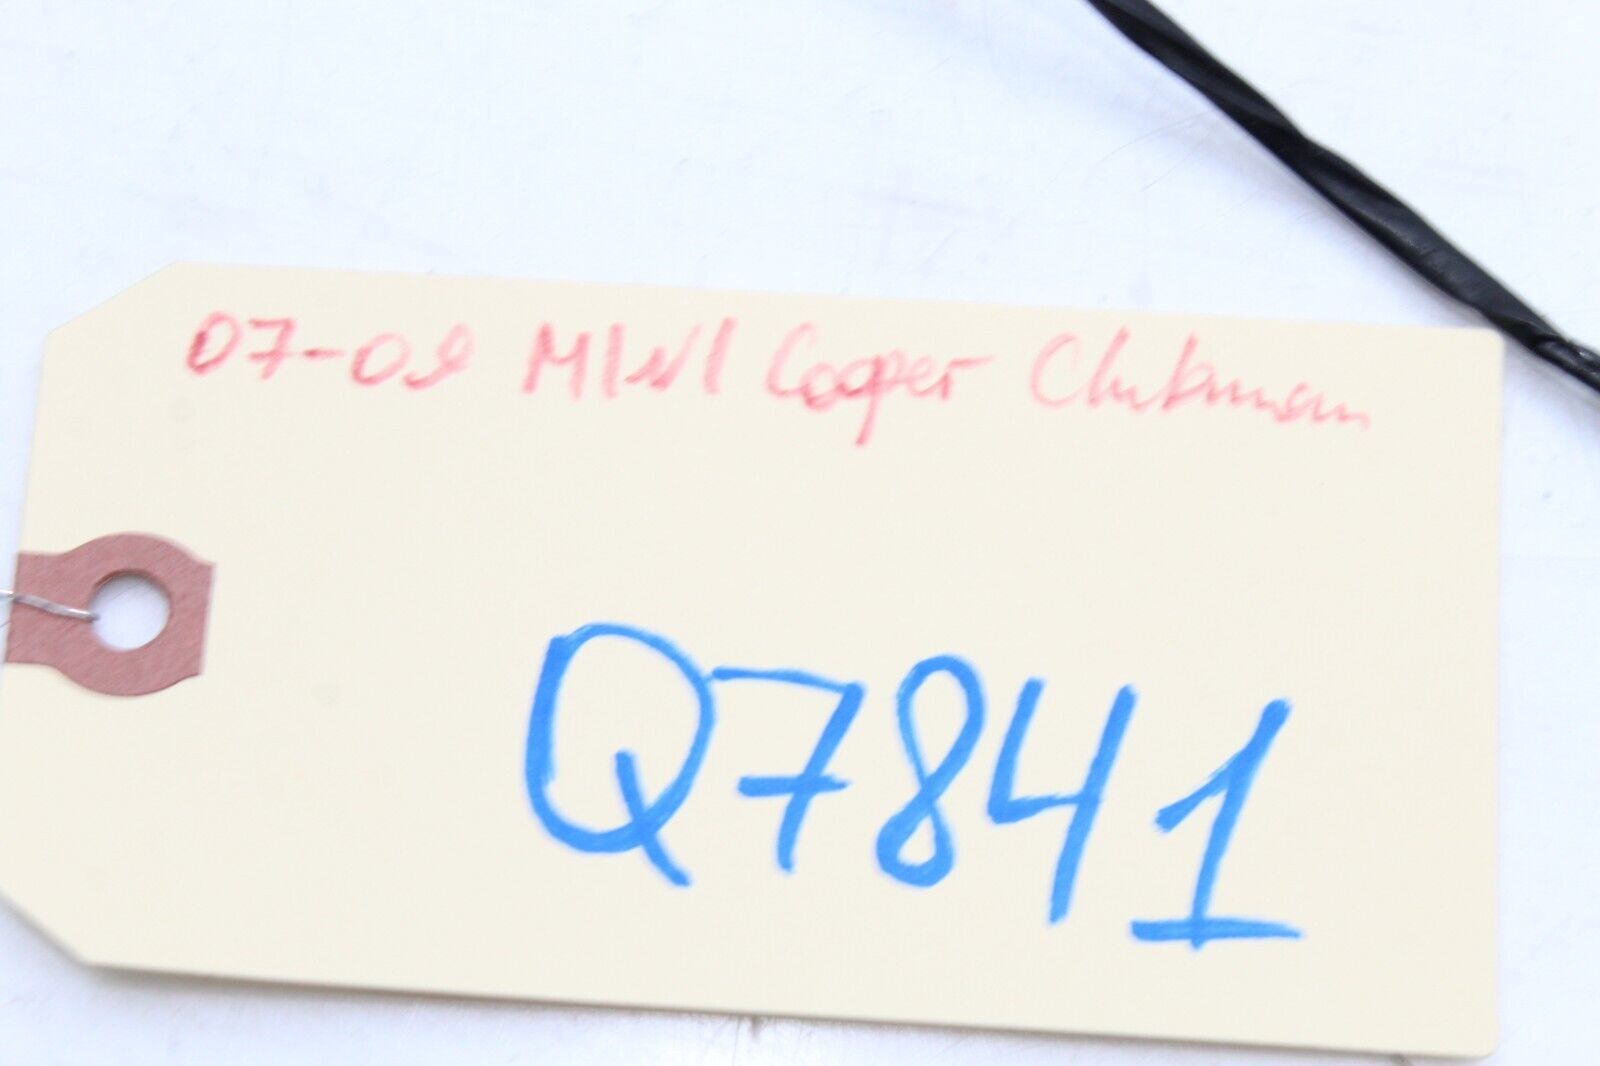 07-09 MINI Cooper Clubman
Q7841